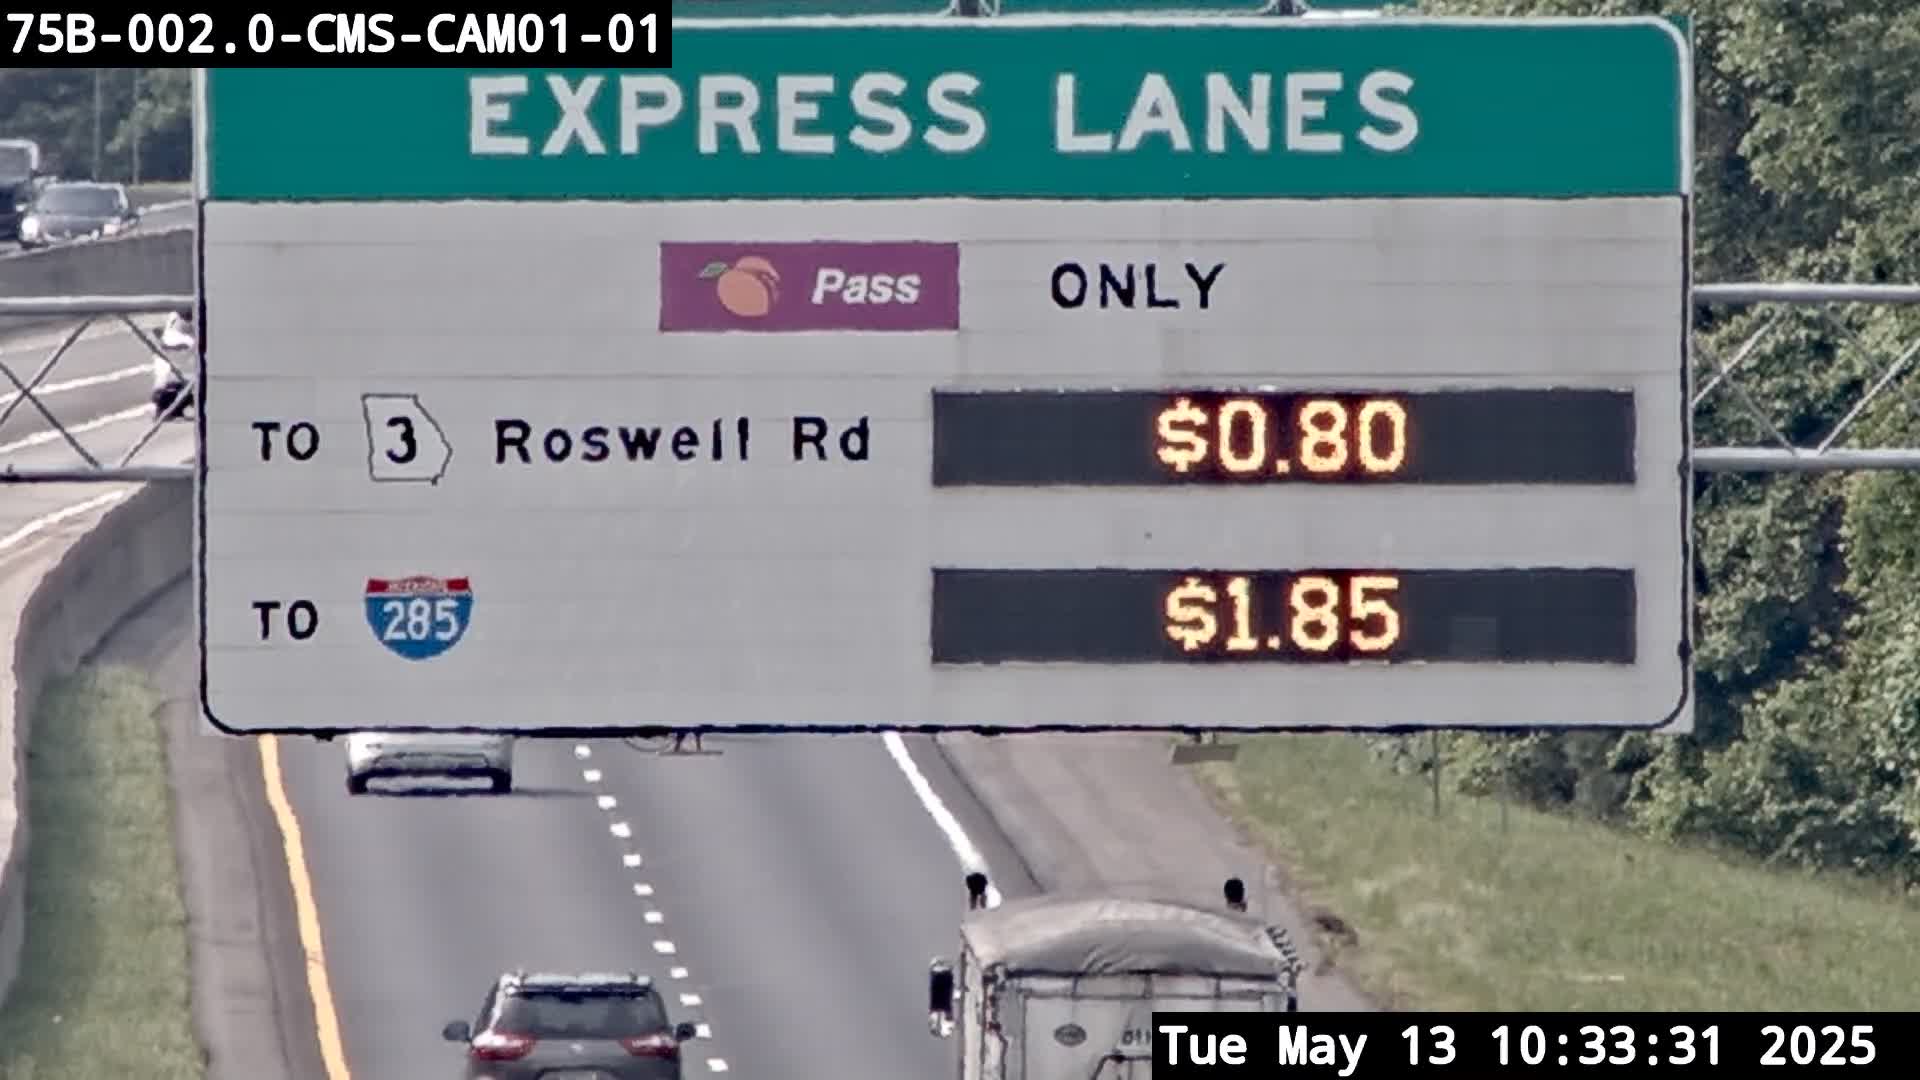 75B-002.0-CMS-CAM01-01
EXPRESS LANES
Pass ONLY
TO 3 Roswell Rd $0.80
TO 285 $1.85
Tue May 13 10:33:31 2025